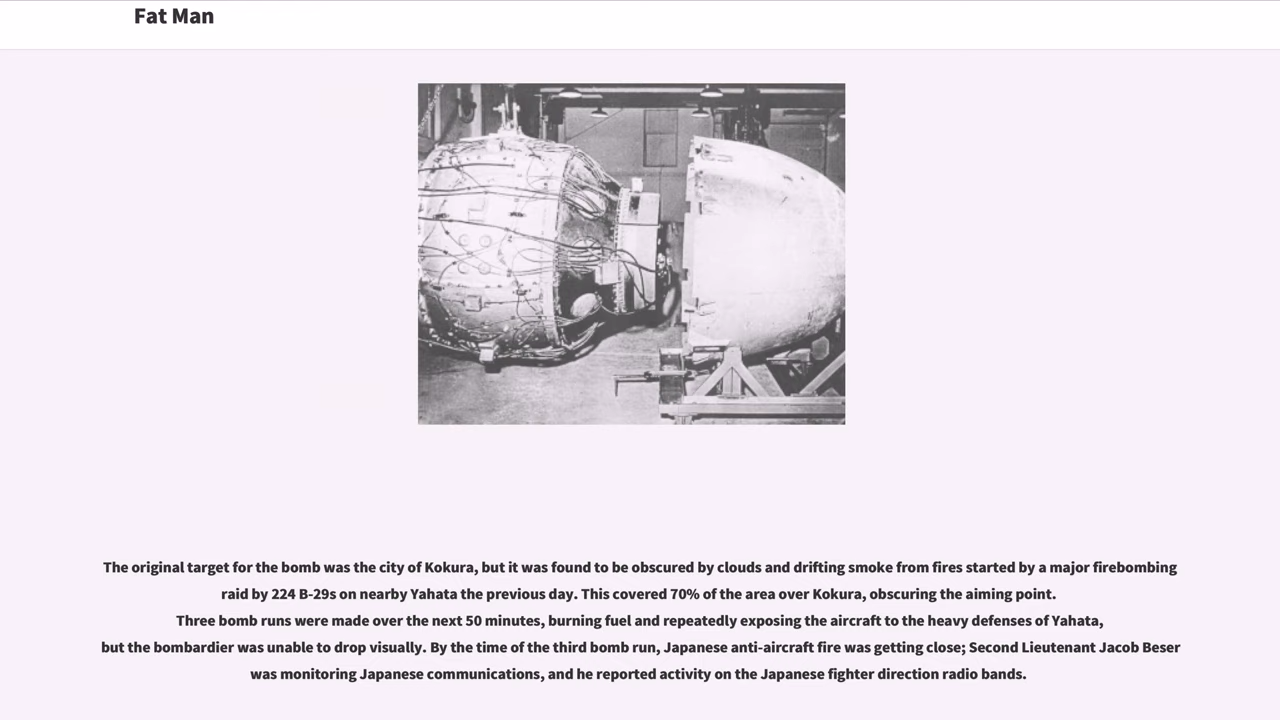 Fat Man
The original target for the bomb was the city of Kokura, but it was found to be obscured by clouds and drifting smoke from fires started by a major firebombing
raid by 224 B-29s on nearby Yahata the previous day. This covered 70% of the area over Kokura, obscuring the aiming point.
Three bomb runs were made over the next 50 minutes, burning fuel and repeatedly exposing the aircraft to the heavy defenses of Yahata,
but the bombardier was unable to drop visually. By the time of the third bomb run, Japanese anti-aircraft fire was getting close; Second Lieutenant Jacob Beser
was monitoring Japanese communications, and he reported activity on the Japanese fighter direction radio bands.